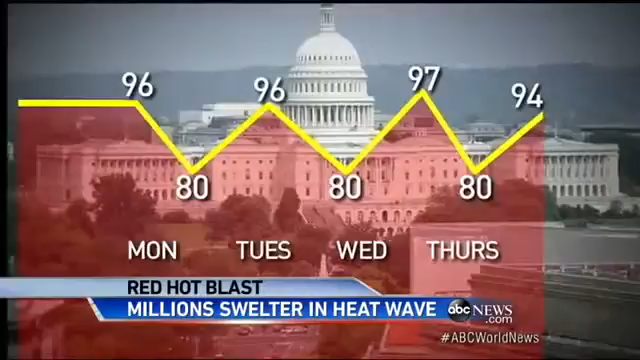 96 96 97 94
80 80 80
MON TUES WED THURS
RED HOT BLAST
MILLIONS SWELTER IN HEAT WAVE
abc NEWS
.com
#ABCWorldNews